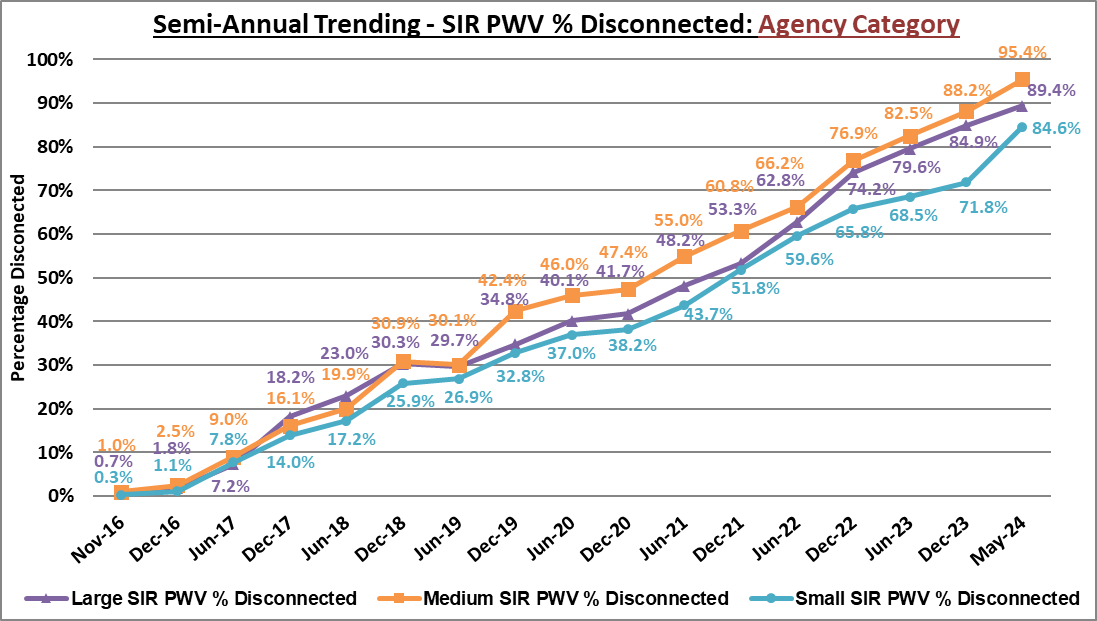 Semi-Annual Trending - SIR PWV % Disconnected: Agency Category
Percentage Disconected
100%
90%
80%
70%
60%
50%
40%
30%
20%
10%
0%
95.4%
89.4%
88.2%
84.9%
84.6%
82.5%
79.6%
76.9%
74.2%
71.8%
68.5%
66.2%
65.8%
62.8%
60.8%
59.6%
55.0%
53.3%
51.8%
48.2%
47.4%
46.0%
43.7%
42.4%
41.7%
40.1%
38.2%
37.0%
34.8%
32.8%
30.9%
30.1%
30.3%
29.7%
26.9%
25.9%
23.0%
19.9%
18.2%
17.2%
16.1%
14.0%
9.0%
7.8%
7.2%
2.5%
1.8%
1.1%
1.0%
0.7%
0.3%
Nov-16
Dec-16
Jun-17
Dec-17
Jun-18
Dec-18
Jun-19
Dec-19
Jun-20
Dec-20
Jun-21
Dec-21
Jun-22
Dec-22
Jun-23
Dec-23
May-24
Large SIR PWV % Disconnected
Medium SIR PWV % Disconnected
Small SIR PWV % Disconnected